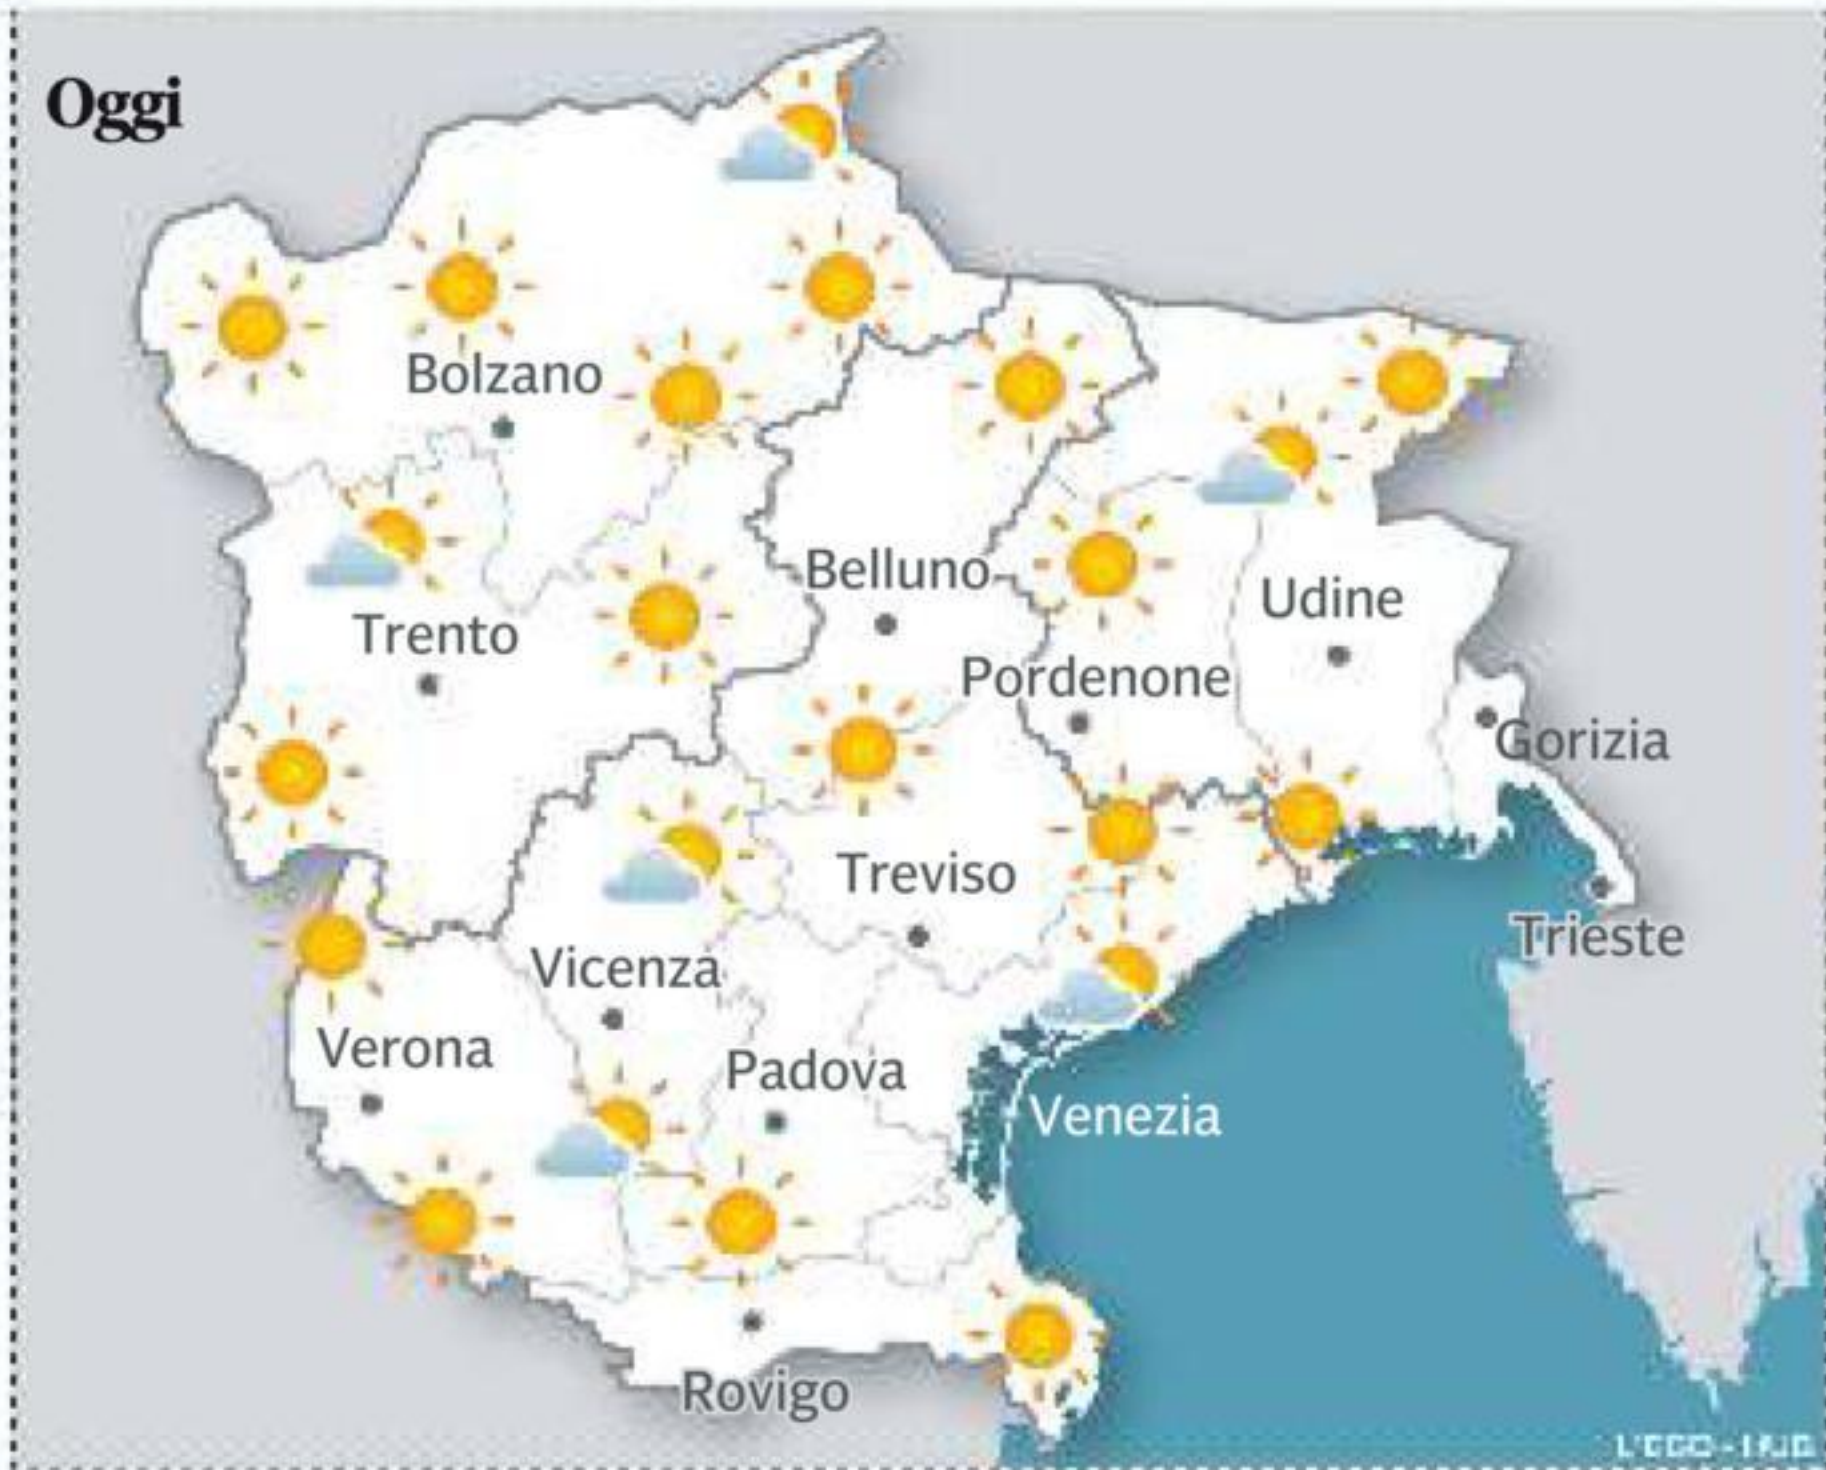 Oggi
Bolzano
Belluno
Udine
Trento
Pordenone
Gorizia
Treviso
Trieste
Vicenza
Verona
Padova
Venezia
Rovigo